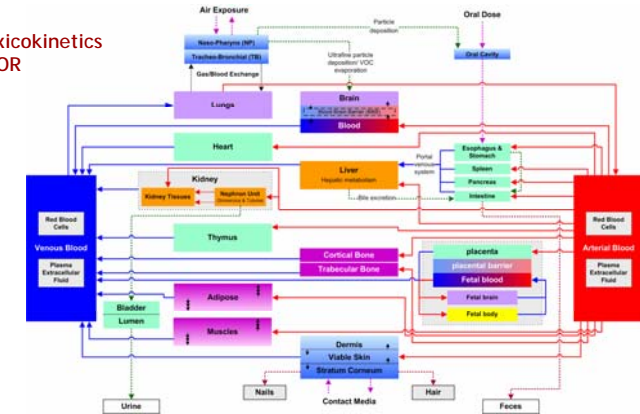 xicokinetics
OR
Air Exposure
Particle
deposition
Oral Dose
Naso-Pharynx (NP)
Tracheo-Bronchial (TB)
Ultrafine particle
deposition/ VOC
evaporation
Oral Cavity
Gas/Blood Exchange
Lungs
Brain
Blood
Heart
Esophagus &
Stomach
Portal
venous
system
Spleen
Pancreas
Intestine
Liver
Hepatic metabolism
Bile excretion
Kidney
Kidney Tissues
Nephron Unit
(Glomerulus & Tubules)
Red Blood
Cells
Venous Blood
Plasma
Extracellular
Fluid
Red Blood
Cells
Arterial Blood
Plasma
Extracellular
Fluid
Thymus
Cortical Bone
Trabecular Bone
placenta
placental barrier
Fetal blood
Fetal brain
Fetal body
Adipose
Bladder
Lumen
Muscles
Dermis
Viable Skin
Stratum Corneum
Nails
Hair
Contact Media
Urine
Feces